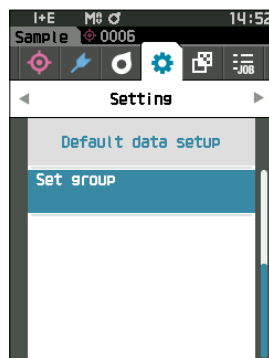 I+E M 14:52
Sample 0006
-JOB
Setting
Default data setup
Set group